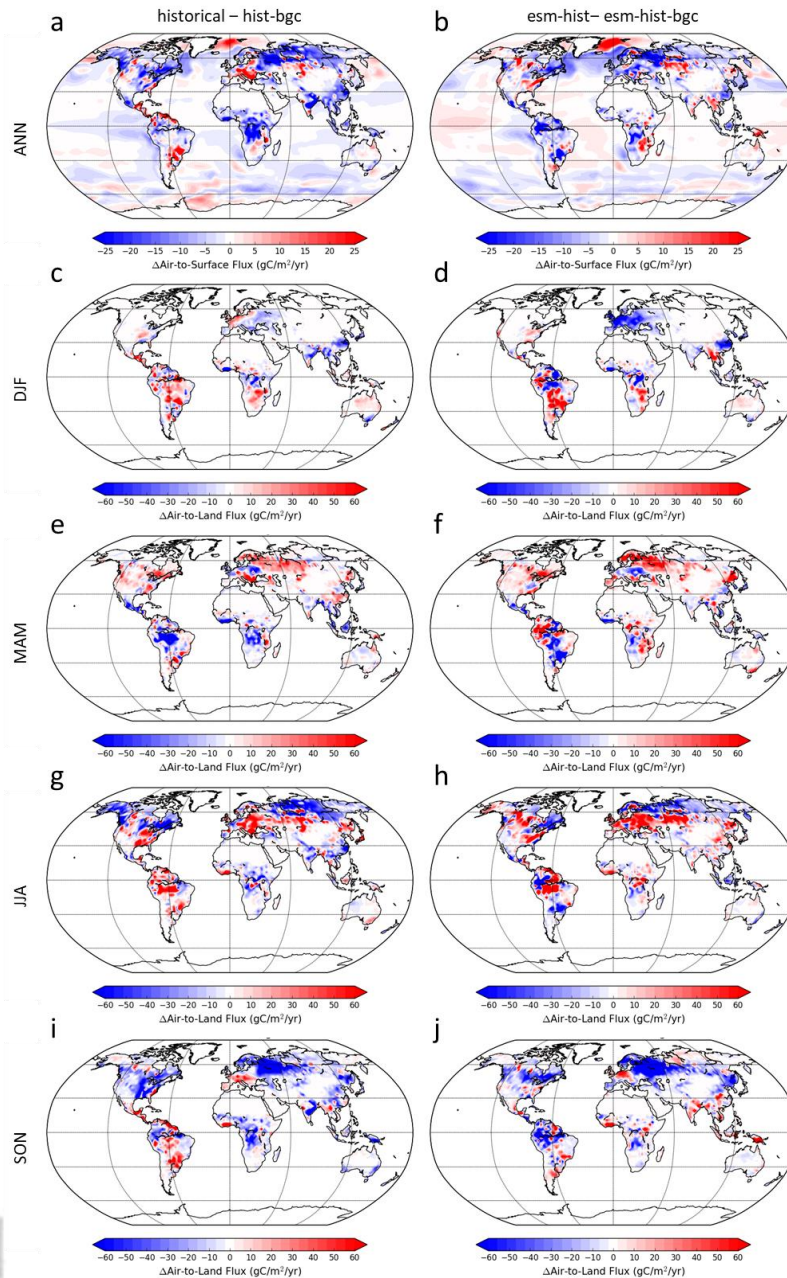 historical – hist-bgc
esm-hist– esm-hist-bgc
a
b
ANN
−25 −20 −15 −10 −5 0 5 10 15 20 25
ΔAir-to-Surface Flux (gC/m²/yr)
−25 −20 −15 −10 −5 0 5 10 15 20 25
ΔAir-to-Surface Flux (gC/m²/yr)
c
d
DJF
−60 −50 −40 −30 −20 −10 0 10 20 30 40 50 60
ΔAir-to-Land Flux (gC/m²/yr)
−60 −50 −40 −30 −20 −10 0 10 20 30 40 50 60
ΔAir-to-Land Flux (gC/m²/yr)
e
f
MAM
−60 −50 −40 −30 −20 −10 0 10 20 30 40 50 60
ΔAir-to-Land Flux (gC/m²/yr)
−60 −50 −40 −30 −20 −10 0 10 20 30 40 50 60
ΔAir-to-Land Flux (gC/m²/yr)
g
h
JJA
−60 −50 −40 −30 −20 −10 0 10 20 30 40 50 60
ΔAir-to-Land Flux (gC/m²/yr)
−60 −50 −40 −30 −20 −10 0 10 20 30 40 50 60
ΔAir-to-Land Flux (gC/m²/yr)
i
j
SON
−60 −50 −40 −30 −20 −10 0 10 20 30 40 50 60
ΔAir-to-Land Flux (gC/m²/yr)
−60 −50 −40 −30 −20 −10 0 10 20 30 40 50 60
ΔAir-to-Land Flux (gC/m²/yr)